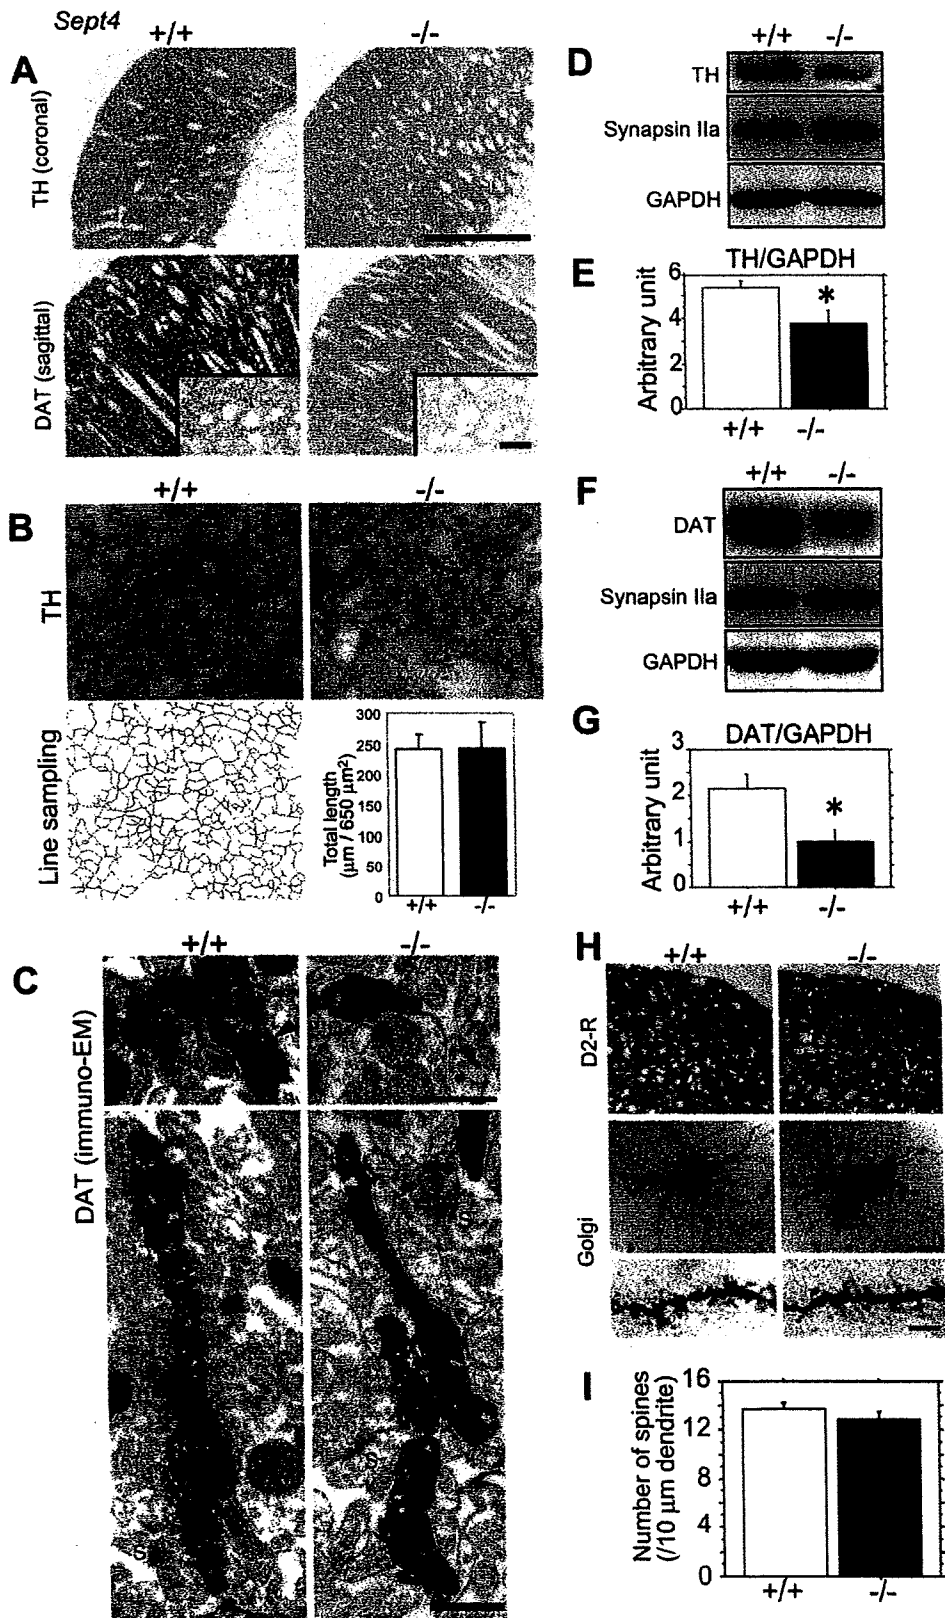 Sept4
+/+ -/-
A
TH (coronal)
DAT (sagittal)
+/+ -/-
B
TH
Line sampling
Total length
(µm / 650 µm²)
300
250
200
150
100
50
0
+/+ -/-
+/+ -/-
C
DAT (immuno-EM)
S
S
S
D
+/+ -/-
TH
Synapsin IIa
GAPDH
E
TH/GAPDH
Arbitrary unit
6
4
2
0
*
+/+ -/-
F
+/+ -/-
DAT
Synapsin IIa
GAPDH
G
DAT/GAPDH
Arbitrary unit
3
2
1
0
*
+/+ -/-
H
+/+ -/-
D2-R
Golgi
I
Number of spines
(/10 µm dendrite)
16
12
8
4
0
+/+ -/-